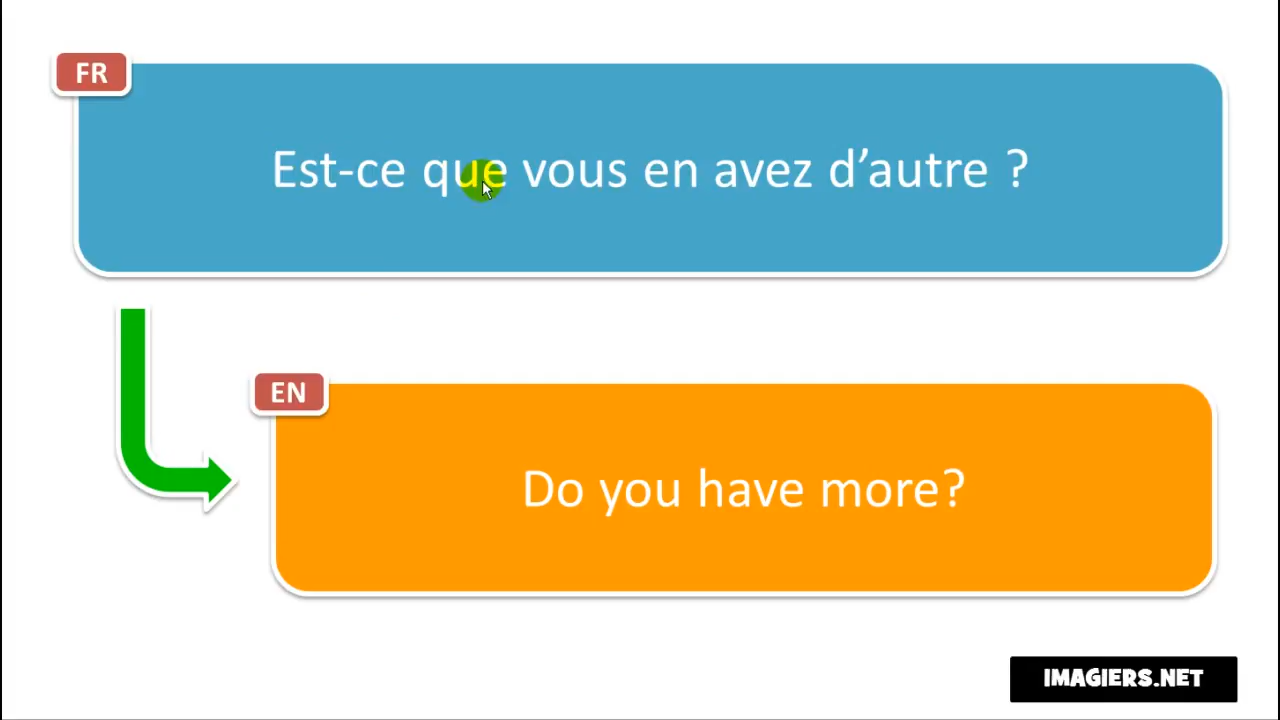 FR
Est-ce que vous en avez d’autre ?
EN
Do you have more?
IMAGIERS.NET